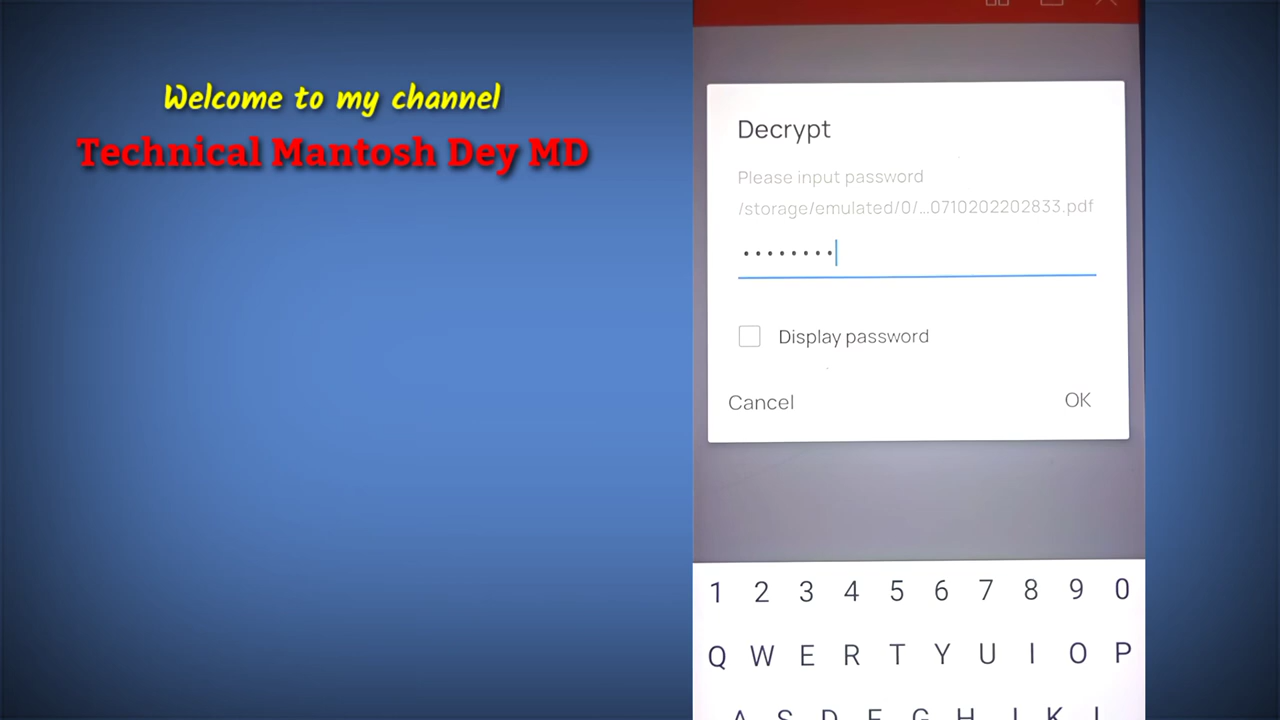 Welcome to my channel
Technical Mantosh Dey MD
Decrypt
Please input password
/storage/emulated/0/...0710202202833.pdf
••••••••
Display password
Cancel
OK
1 2 3 4 5 6 7 8 9 0
Q W E R T Y U I O P
A S D F G H J K L